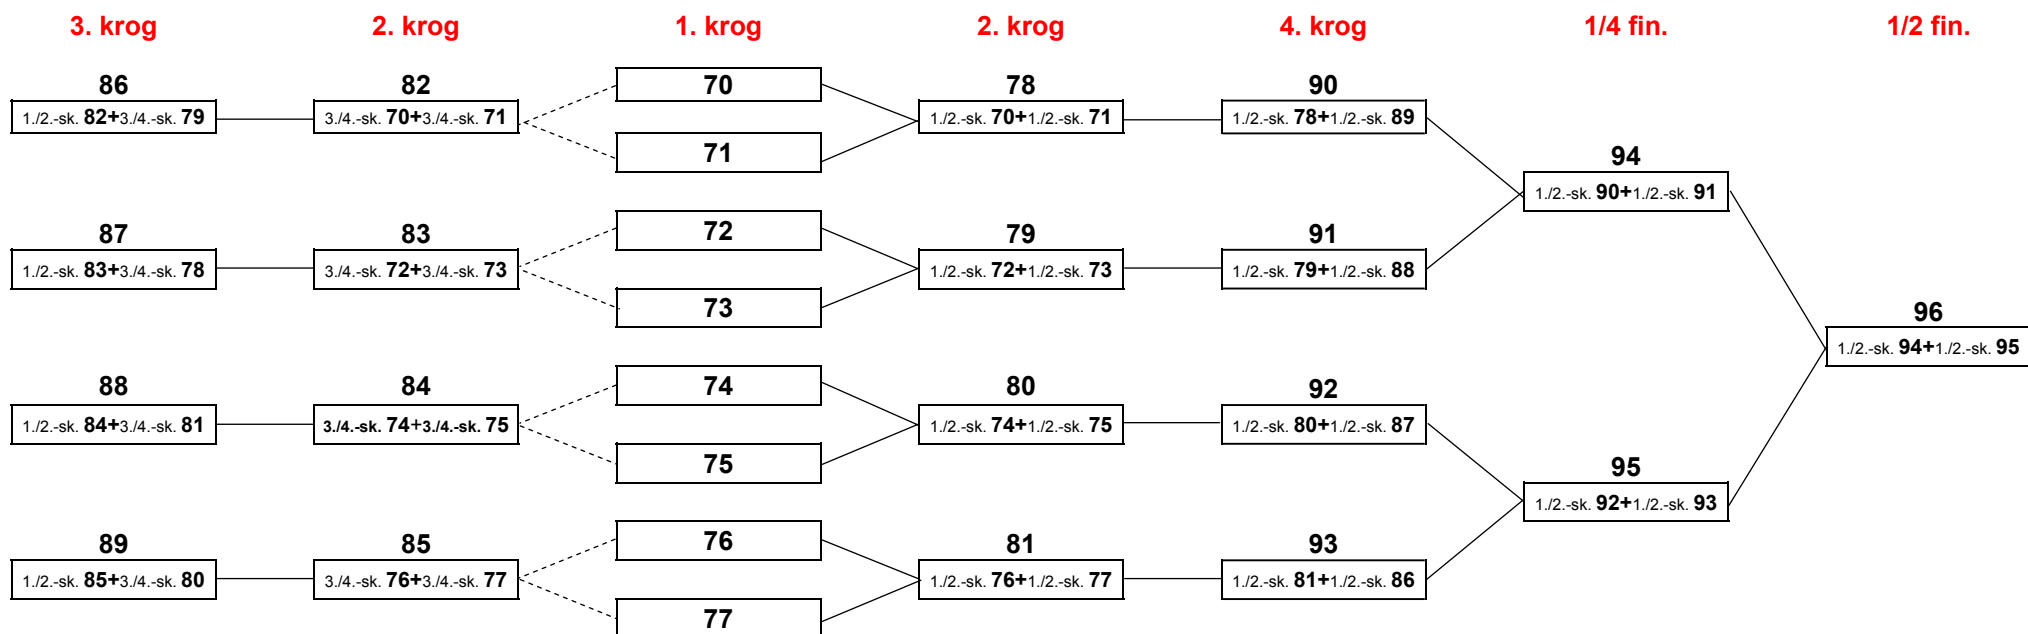 3. krog 2. krog 1. krog 2. krog 4. krog 1/4 fin. 1/2 fin.
86 82 70 78 90
1./2.-sk. 82+3./4.-sk. 79 3./4.-sk. 70+3./4.-sk. 71 1./2.-sk. 70+1./2.-sk. 71 1./2.-sk. 78+1./2.-sk. 89
71 94
1./2.-sk. 90+1./2.-sk. 91
87 83 72 79 91
1./2.-sk. 83+3./4.-sk. 78 3./4.-sk. 72+3./4.-sk. 73 1./2.-sk. 72+1./2.-sk. 73 1./2.-sk. 79+1./2.-sk. 88
73 96
1./2.-sk. 94+1./2.-sk. 95
88 84 74 80 92
1./2.-sk. 84+3./4.-sk. 81 3./4.-sk. 74+3./4.-sk. 75 1./2.-sk. 74+1./2.-sk. 75 1./2.-sk. 80+1./2.-sk. 87
75 95
1./2.-sk. 92+1./2.-sk. 93
89 85 76 81 93
1./2.-sk. 85+3./4.-sk. 80 3./4.-sk. 76+3./4.-sk. 77 1./2.-sk. 76+1./2.-sk. 77 1./2.-sk. 81+1./2.-sk. 86
77